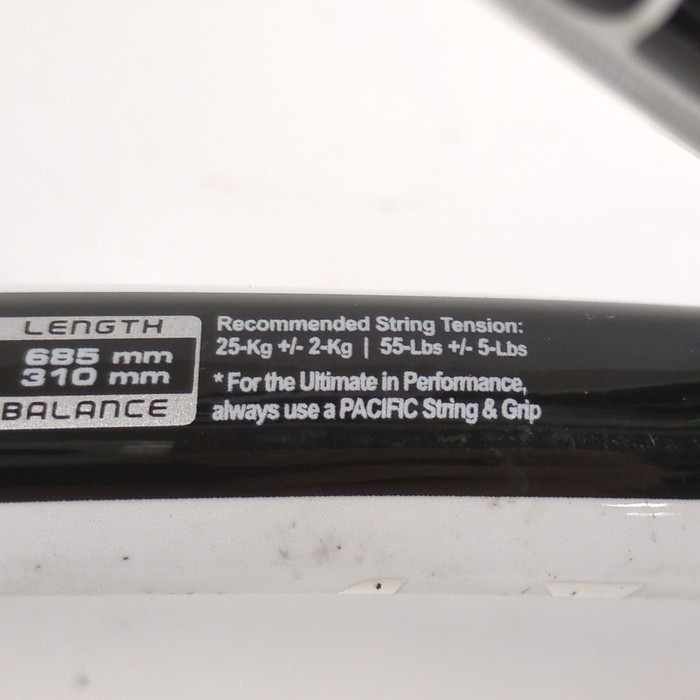 LENGTH
685 mm
310 mm
BALANCE
Recommended String Tension:
25-Kg +/- 2-Kg | 55-Lbs +/- 5-Lbs
* For the Ultimate in Performance,
always use a PACIFIC String & Grip